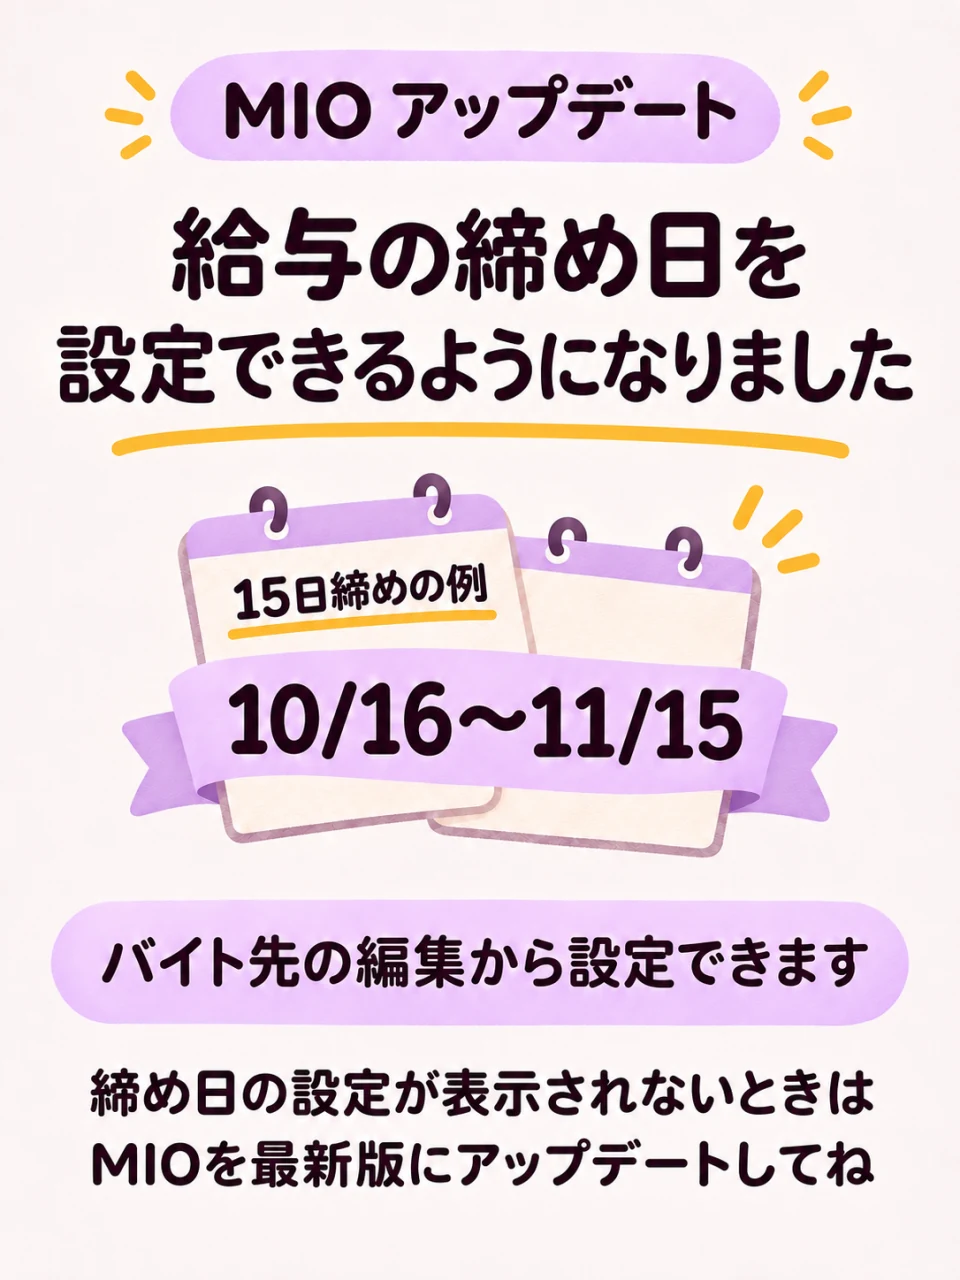 MIO アップデート
給与の締め日を
設定できるようになりました
15日締めの例
10/16〜11/15
バイト先の編集から設定できます
締め日の設定が表示されないときは
MIOを最新版にアップデートしてね